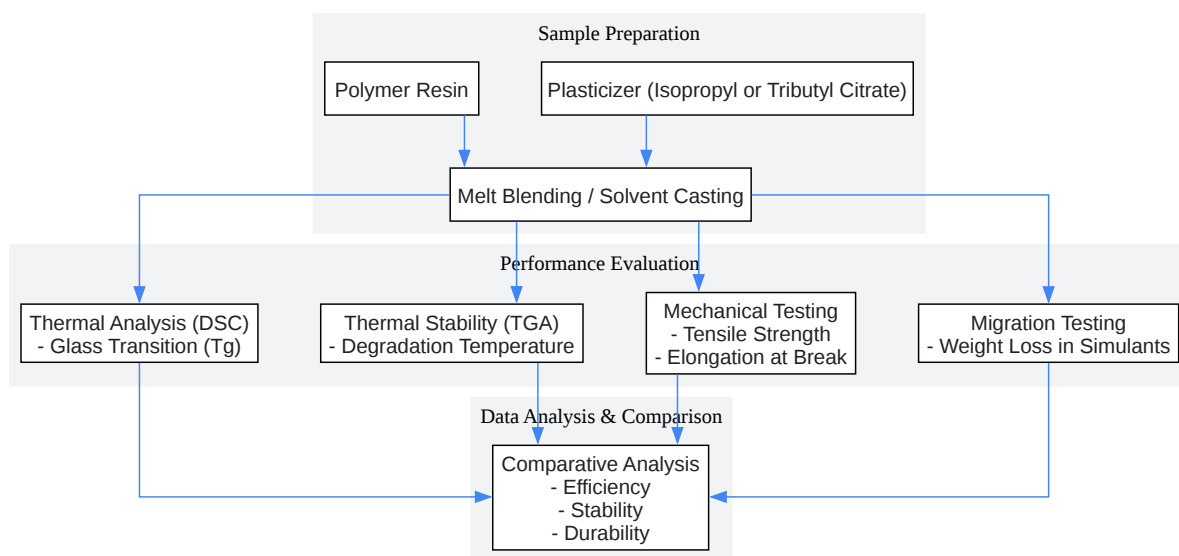 Sample Preparation
Polymer Resin
Plasticizer (Isopropyl or Tributyl Citrate)
Melt Blending / Solvent Casting
Performance Evaluation
Thermal Analysis (DSC)
- Glass Transition (Tg)
Thermal Stability (TGA)
- Degradation Temperature
Mechanical Testing
- Tensile Strength
- Elongation at Break
Migration Testing
- Weight Loss in Simulants
Data Analysis & Comparison
Comparative Analysis
- Efficiency
- Stability
- Durability